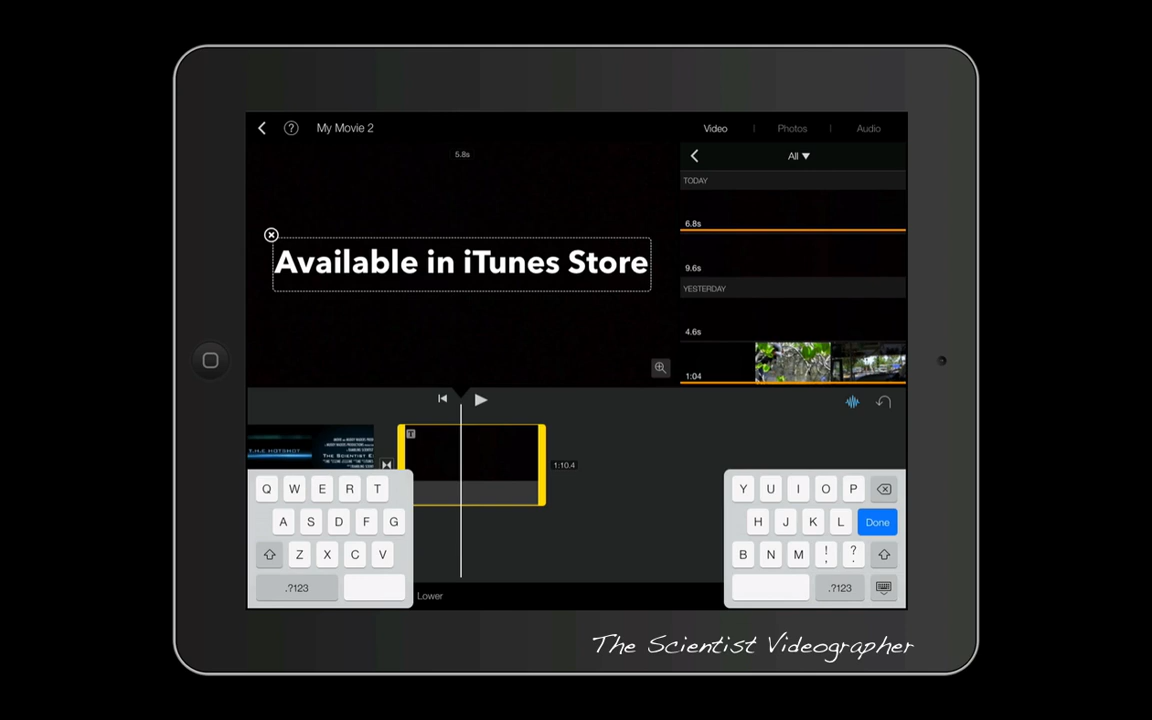 My Movie 2
Video
Photos
Audio
5.8s
All ▼
TODAY
6.8s
9.6s
YESTERDAY
4.6s
1:04
Available in iTunes Store
T.H.E HOTSHOT
T
1:10.4
Q W E R T
Y U I O P
A S D F G
H J K L Done
Z X C V
B N M ! , ? .
.?123
.?123
Lower
The Scientist Videographer